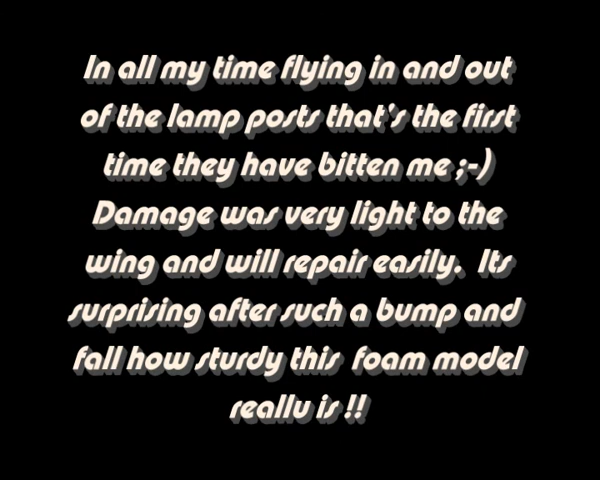 In all my time flying in and out
of the lamp posts that's the first
time they have bitten me ;-)
Damage was very light to the
wing and will repair easily. Its
surprising after such a bump and
fall how sturdy this foam model
reallu is !!